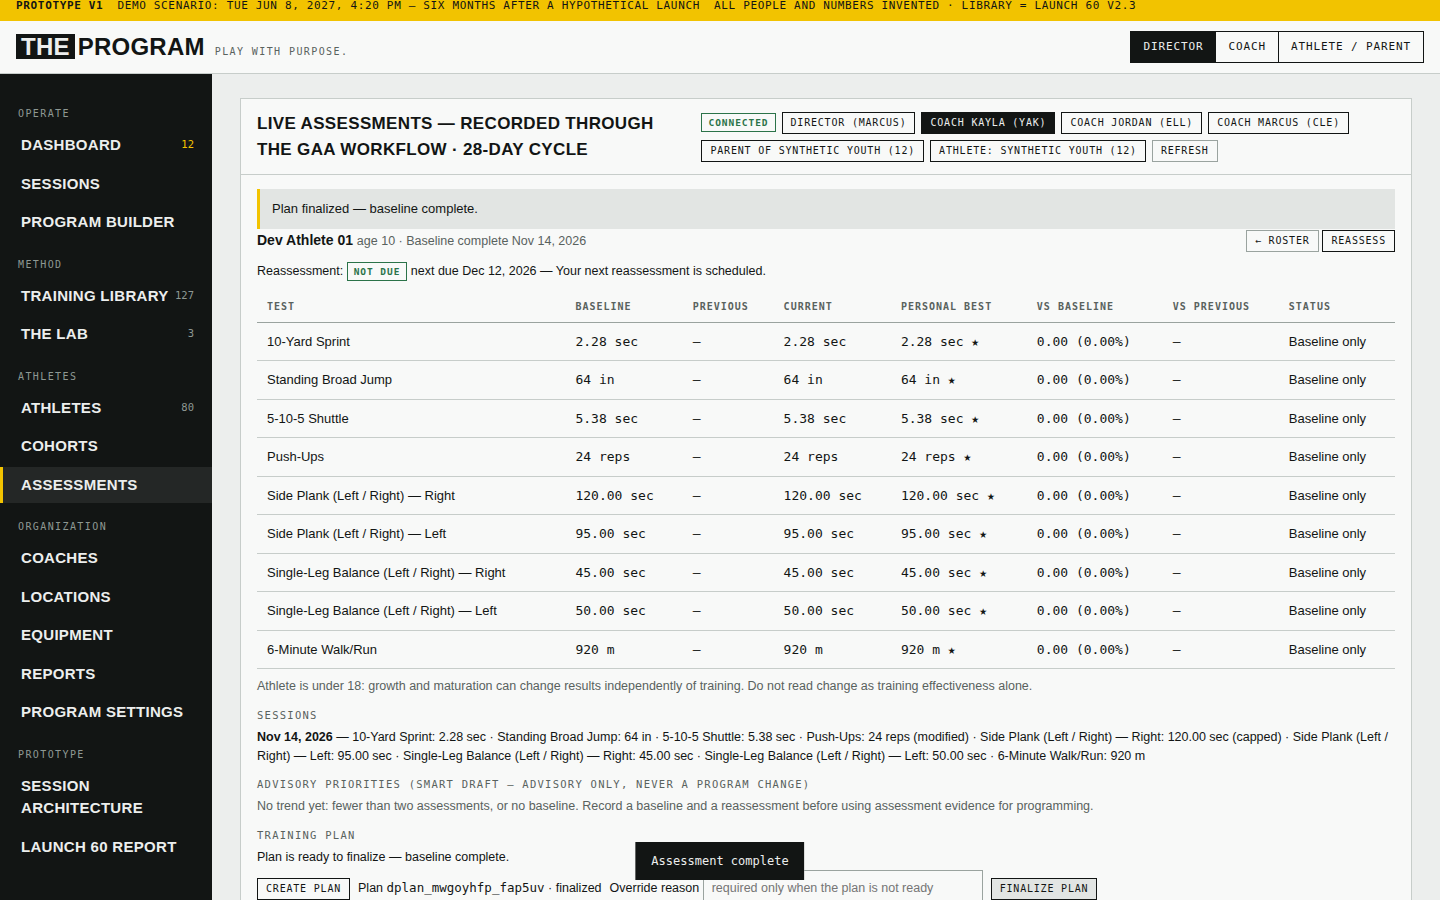 PROTOTYPE V1 DEMO SCENARIO: TUE JUN 8, 2027, 4:20 PM — SIX MONTHS AFTER A HYPOTHETICAL LAUNCH ALL PEOPLE AND NUMBERS INVENTED · LIBRARY = LAUNCH 60 V2.3
THE PROGRAM PLAY WITH PURPOSE.
DIRECTOR COACH ATHLETE / PARENT
OPERATE
DASHBOARD 12
SESSIONS
PROGRAM BUILDER
METHOD
TRAINING LIBRARY 127
THE LAB 3
ATHLETES
ATHLETES 80
COHORTS
ASSESSMENTS
ORGANIZATION
COACHES
LOCATIONS
EQUIPMENT
REPORTS
PROGRAM SETTINGS
PROTOTYPE
SESSION
ARCHITECTURE
LAUNCH 60 REPORT
LIVE ASSESSMENTS — RECORDED THROUGH
THE GAA WORKFLOW · 28-DAY CYCLE
CONNECTED DIRECTOR (MARCUS) COACH KAYLA (YAK) COACH JORDAN (ELL) COACH MARCUS (CLE)
PARENT OF SYNTHETIC YOUTH (12) ATHLETE: SYNTHETIC YOUTH (12) REFRESH
Plan finalized — baseline complete.
Dev Athlete 01 age 10 · Baseline complete Nov 14, 2026
← ROSTER REASSESS
Reassessment: NOT DUE next due Dec 12, 2026 — Your next reassessment is scheduled.
TEST BASELINE PREVIOUS CURRENT PERSONAL BEST VS BASELINE VS PREVIOUS STATUS
10-Yard Sprint 2.28 sec — 2.28 sec 2.28 sec ★ 0.00 (0.00%) — Baseline only
Standing Broad Jump 64 in — 64 in 64 in ★ 0.00 (0.00%) — Baseline only
5-10-5 Shuttle 5.38 sec — 5.38 sec 5.38 sec ★ 0.00 (0.00%) — Baseline only
Push-Ups 24 reps — 24 reps 24 reps ★ 0.00 (0.00%) — Baseline only
Side Plank (Left / Right) — Right 120.00 sec — 120.00 sec 120.00 sec ★ 0.00 (0.00%) — Baseline only
Side Plank (Left / Right) — Left 95.00 sec — 95.00 sec 95.00 sec ★ 0.00 (0.00%) — Baseline only
Single-Leg Balance (Left / Right) — Right 45.00 sec — 45.00 sec 45.00 sec ★ 0.00 (0.00%) — Baseline only
Single-Leg Balance (Left / Right) — Left 50.00 sec — 50.00 sec 50.00 sec ★ 0.00 (0.00%) — Baseline only
6-Minute Walk/Run 920 m — 920 m 920 m ★ 0.00 (0.00%) — Baseline only
Athlete is under 18: growth and maturation can change results independently of training. Do not read change as training effectiveness alone.
SESSIONS
Nov 14, 2026 — 10-Yard Sprint: 2.28 sec · Standing Broad Jump: 64 in · 5-10-5 Shuttle: 5.38 sec · Push-Ups: 24 reps (modified) · Side Plank (Left / Right) — Right: 120.00 sec (capped) · Side Plank (Left /
Right) — Left: 95.00 sec · Single-Leg Balance (Left / Right) — Right: 45.00 sec · Single-Leg Balance (Left / Right) — Left: 50.00 sec · 6-Minute Walk/Run: 920 m
ADVISORY PRIORITIES (SMART DRAFT — ADVISORY ONLY, NEVER A PROGRAM CHANGE)
No trend yet: fewer than two assessments, or no baseline. Record a baseline and a reassessment before using assessment evidence for programming.
TRAINING PLAN
Plan is ready to finalize — baseline complete.
Assessment complete
CREATE PLAN Plan dplan_mwgoyhfp_fap5uv · finalized Override reason required only when the plan is not ready FINALIZE PLAN